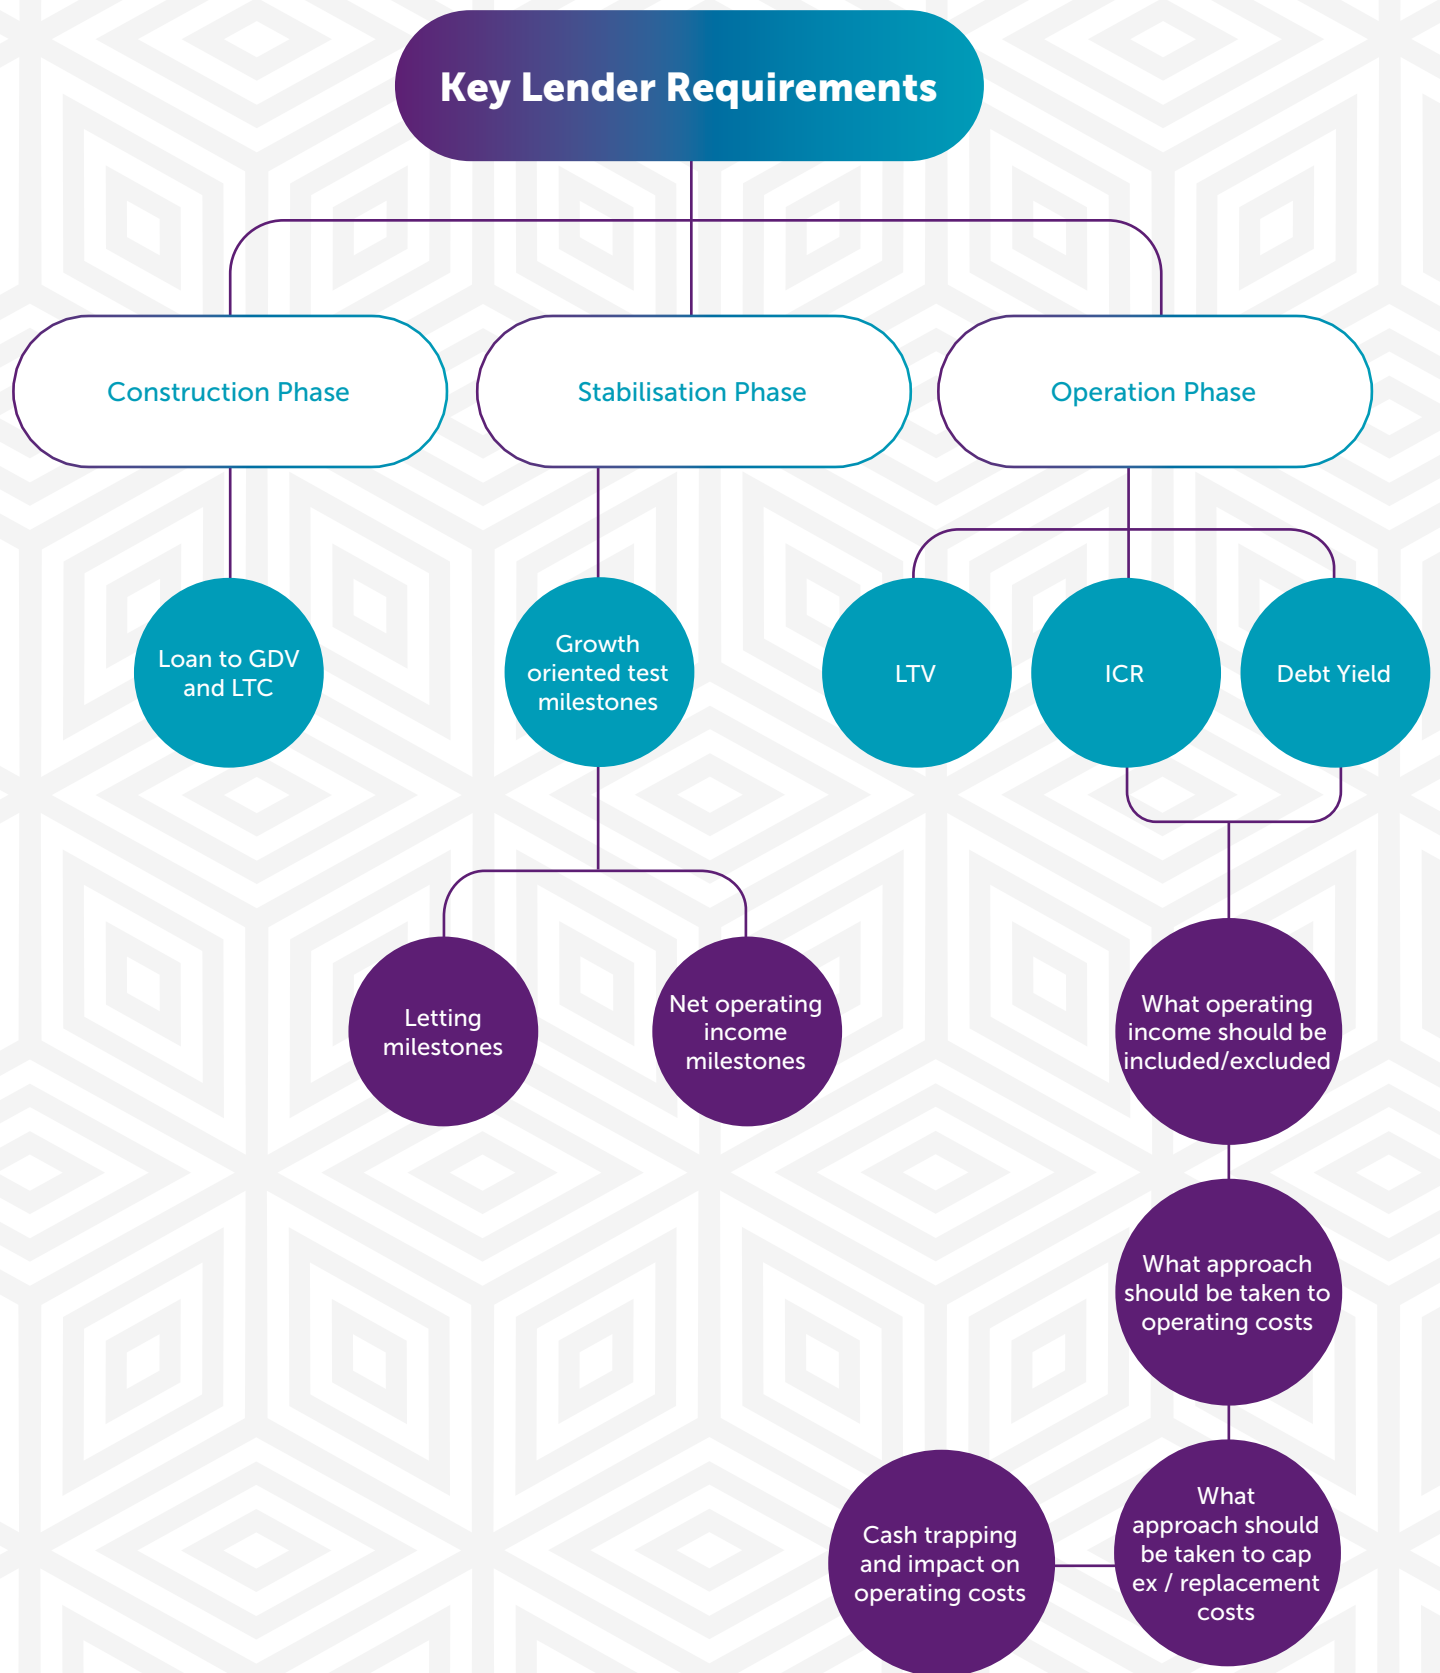 Key Lender Requirements
Construction Phase
Stabilisation Phase
Operation Phase
Loan to GDV
and LTC
Growth
oriented test
milestones
LTV
ICR
Debt Yield
Letting
milestones
Net operating
income
milestones
What operating
income should be
included/excluded
What approach
should be taken to
operating costs
What
approach should
be taken to cap
ex / replacement
costs
Cash trapping
and impact on
operating costs